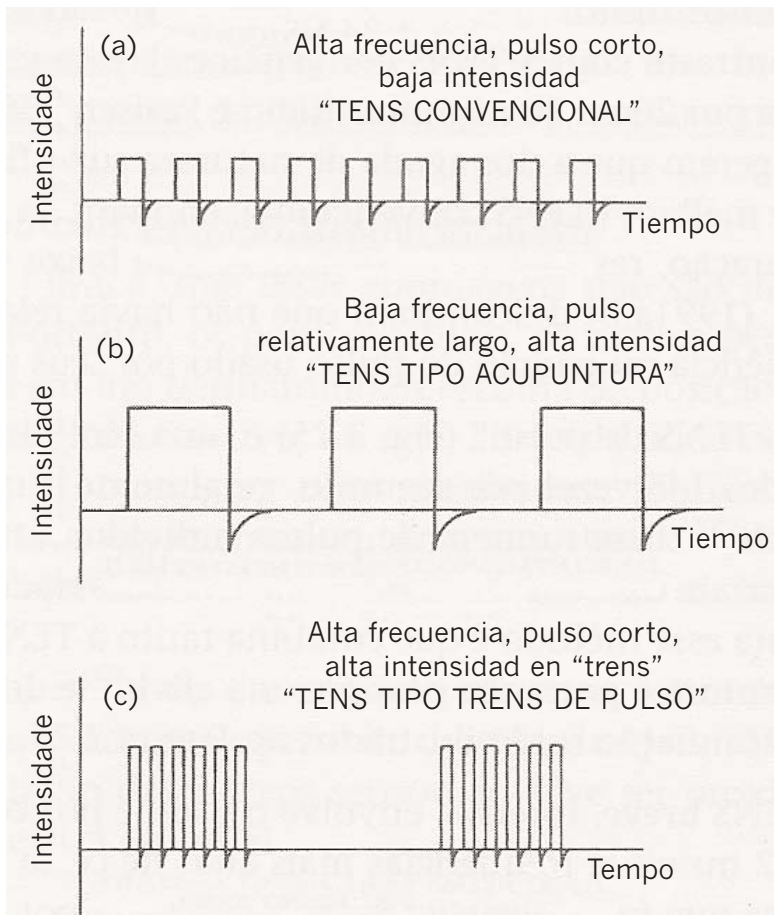 (a)
Alta frecuencia, pulso corto,
baja intensidad
“TENS CONVENCIONAL”
Intensidade
Tiempo
(b)
Baja frecuencia, pulso
relativamente largo, alta intensidad
“TENS TIPO ACUPUNTURA”
Intensidade
Tiempo
(c)
Alta frecuencia, pulso corto,
alta intensidad en “trens”
“TENS TIPO TRENS DE PULSO”
Intensidade
Tempo